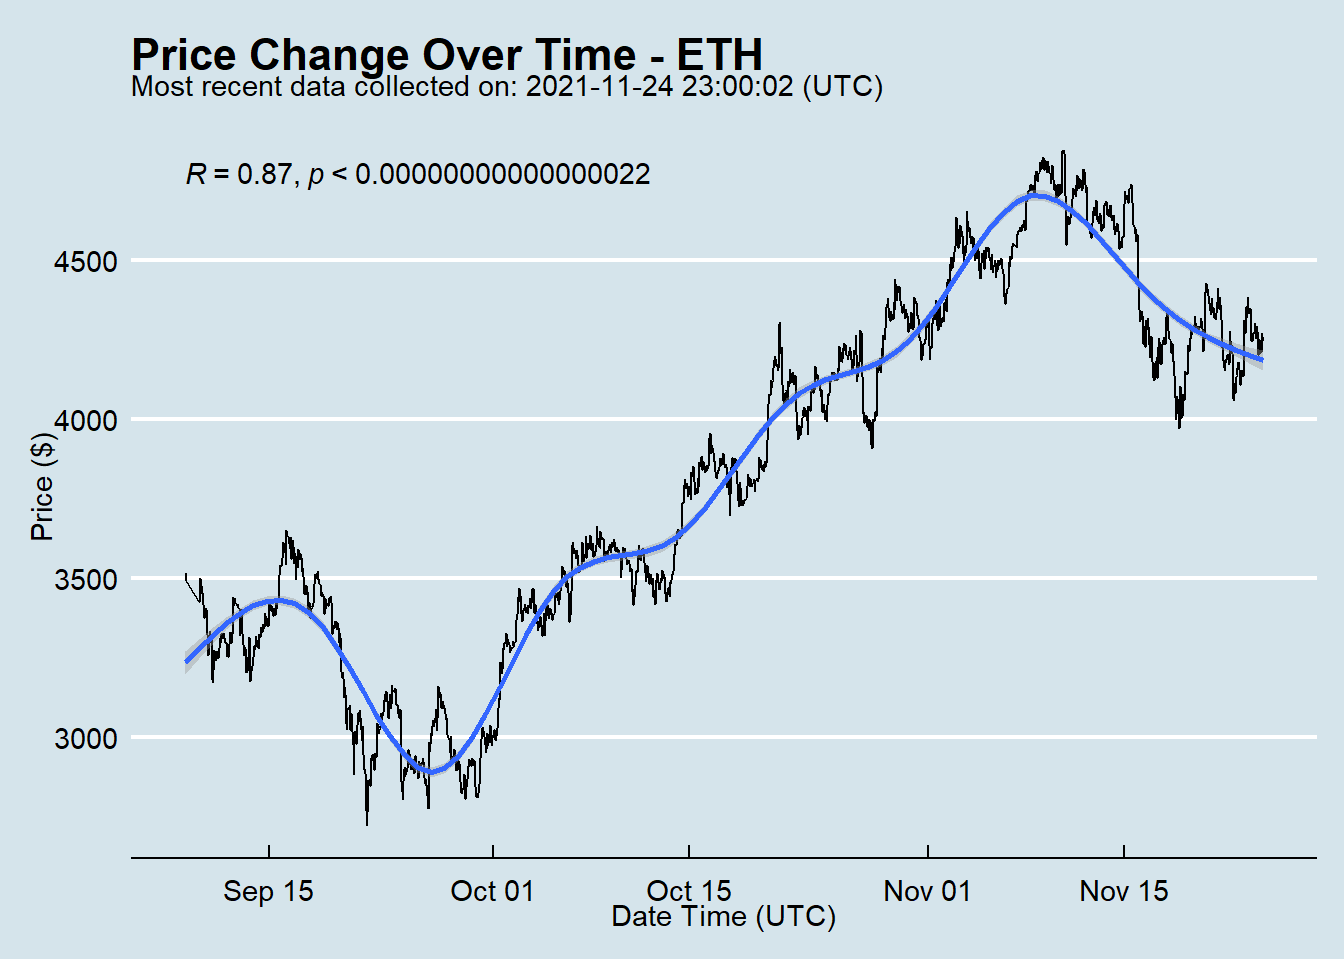 Price Change Over Time - ETH
Most recent data collected on: 2021-11-24 23:00:02 (UTC)
R = 0.87, p < 0.00000000000000022
4500
4000
3500
3000
Price ($)
Sep 15
Oct 01
Oct 15
Nov 01
Nov 15
Date Time (UTC)